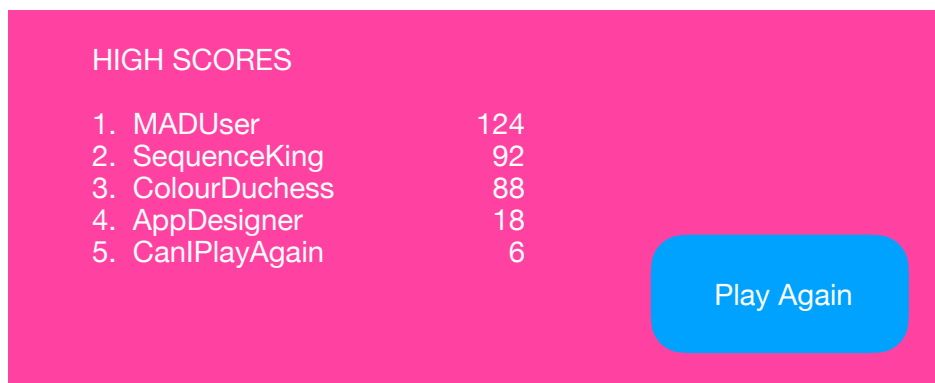 HIGH SCORES
1. MADUser 124
2. SequenceKing 92
3. ColourDuchess 88
4. AppDesigner 18
5. CanIPlayAgain 6
Play Again